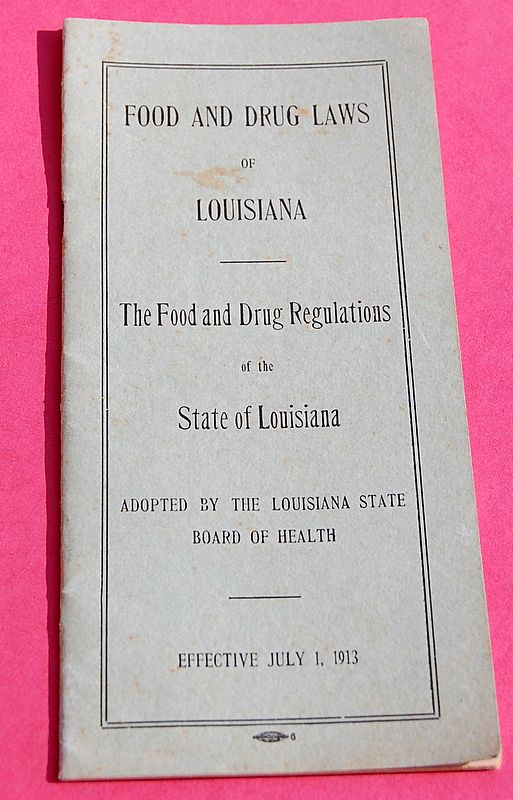 FOOD AND DRUG LAWS
OF
LOUISIANA
The Food and Drug Regulations
of the
State of Louisiana
ADOPTED BY THE LOUISIANA STATE
BOARD OF HEALTH
EFFECTIVE JULY 1, 1913
6